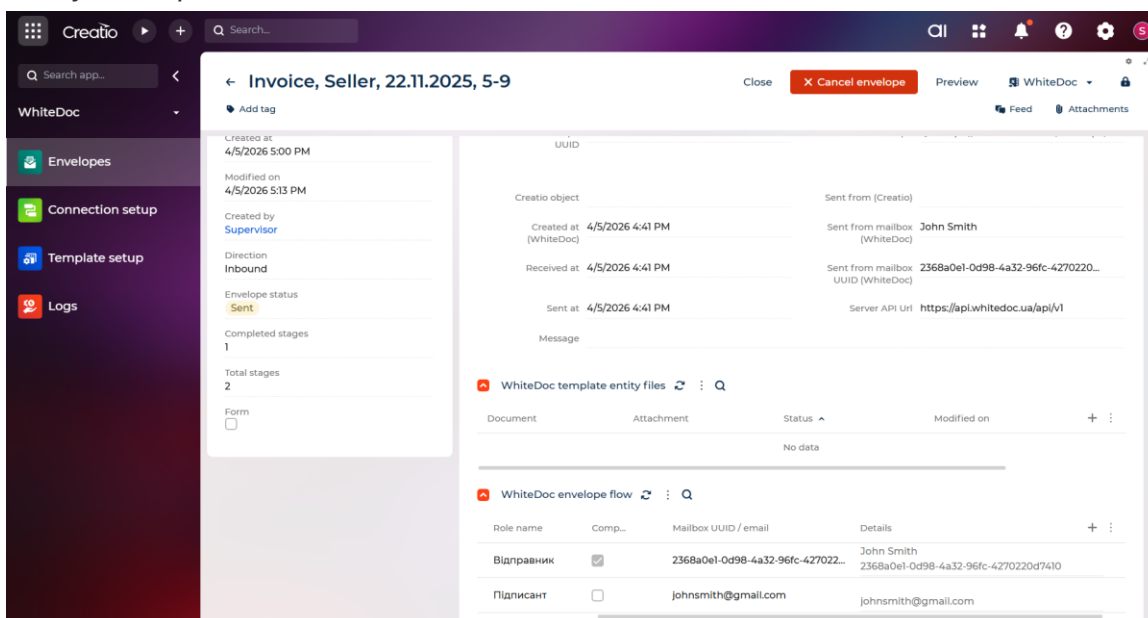 Creatio
Search...
Search app...
WhiteDoc
Envelopes
Connection setup
Template setup
Logs
← Invoice, Seller, 22.11.2025, 5-9
Close
X Cancel envelope
Preview
WhiteDoc
Add tag
Feed
Attachments
Created at
4/5/2026 5:00 PM
Modified on
4/5/2026 5:13 PM
Created by
Supervisor
Direction
Inbound
Envelope status
Sent
Completed stages
1
Total stages
2
Form
UUID
Creatio object
Sent from (Creatio)
Created at (WhiteDoc)
4/5/2026 4:41 PM
Sent from mailbox (WhiteDoc)
John Smith
Received at
4/5/2026 4:41 PM
Sent from mailbox UUID (WhiteDoc)
2368a0e1-0d98-4a32-96fc-4270220...
Sent at
4/5/2026 4:41 PM
Server API Url
https://api.whitedoc.ua/api/v1
Message
WhiteDoc template entity files
Document
Attachment
Status
Modified on
No data
WhiteDoc envelope flow
Role name
Comp...
Mailbox UUID / email
Details
Відправник
2368a0e1-0d98-4a32-96fc-427022...
John Smith
2368a0e1-0d98-4a32-96fc-4270220d7410
Підписант
johnsmith@gmail.com
johnsmith@gmail.com